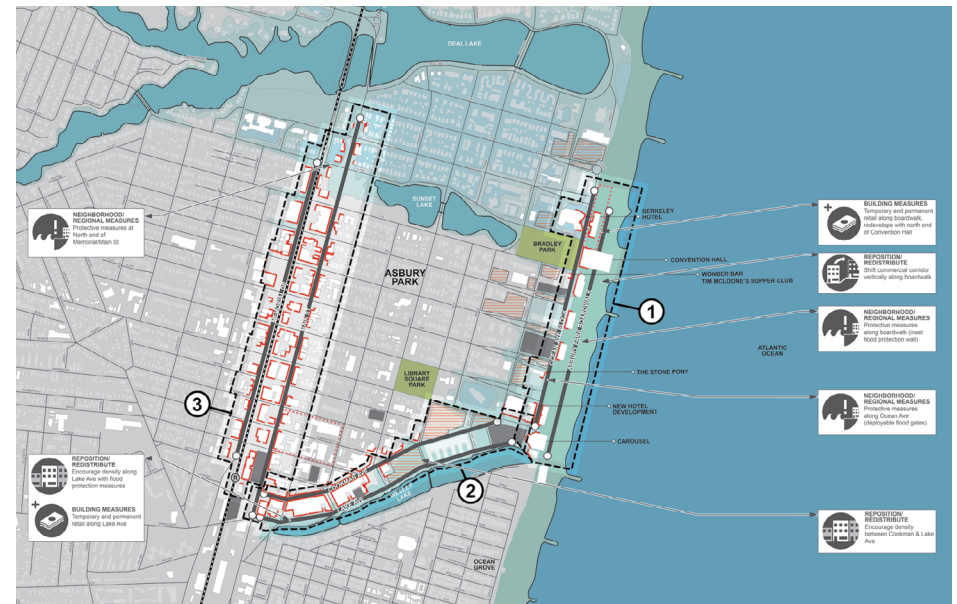 DEAL LAKE
SUNSET
LAKE
NEIGHBORHOOD/
REGIONAL MEASURES
Protective measures at
North end of
Memorial/Main St
BERKELEY
HOTEL
BRADLEY
PARK
CONVENTION HALL
WONDER BAR
TIM MCLOONE'S SUPPER CLUB
ASBURY
PARK
1
ATLANTIC
OCEAN
LIBRARY
SQUARE
PARK
THE STONE PONY
NEW HOTEL
DEVELOPMENT
CAROUSEL
3
2
R
COOKMAN
LAKE AVE
LAKE
OCEAN
GROVE
+
BUILDING MEASURES
Temporary and permanent
retail along boardwalk,
redevelope with north end
of Convention Hall
REPOSITION/
REDISTRIBUTE
Shift commercial corridor
vertically along boardwalk
NEIGHBORHOOD/
REGIONAL MEASURES
Protective measures
along boardwalk (inset
flood protection wall)
NEIGHBORHOOD/
REGIONAL MEASURES
Protective measures
along Ocean Ave
(deployable flood gates)
REPOSITION/
REDISTRIBUTE
Encourage density
between Cookman & Lake
Ave
REPOSITION/
REDISTRIBUTE
Encourage density along
Lake Ave with flood
protection measures
+
BUILDING MEASURES
Temporary and permanent
retail along Lake Ave